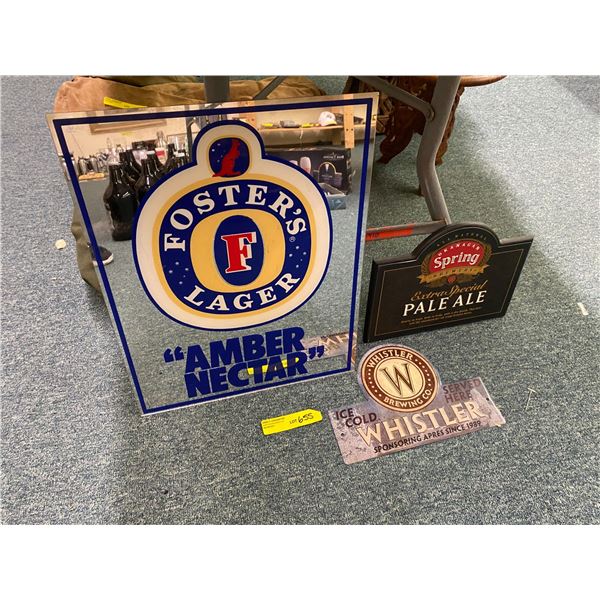 FOSTER'S
F
LAGER
®
"AMBER
NECTAR"
OKANAGAN
Spring
Extra Special
PALE ALE
WHISTLER
W
BREWING CO.
ICE
COLD
SERVED
HERE
WHISTLER
SPONSORING APRES SINCE 1989
LOT 655